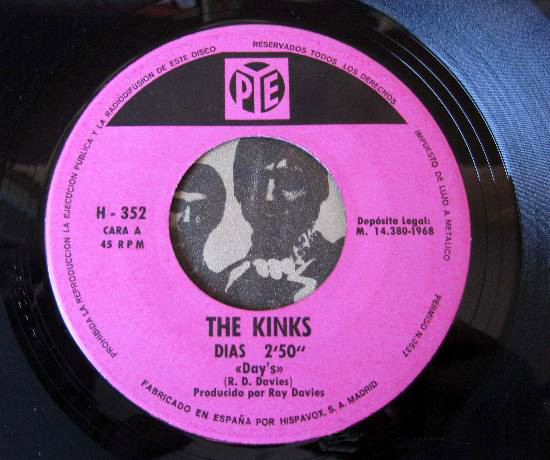 PROHIBIDA LA REPRODUCCION LA EJECUCION PUBLICA Y LA RADIODIFUSION DE ESTE DISCO
RESERVADOS TODOS LOS DERECHOS
IMPUESTO DE LUJO A METALICO
PERMISO N.3537
PYE
H - 352
CARA A
45 RPM
Depósito Legal:
M. 14.380-1968
THE KINKS
DIAS 2'50"
«Day's»
(R. D. Davies)
Producido por Ray Davies
FABRICADO EN ESPAÑA POR HISPAVOX, S. A. MADRID